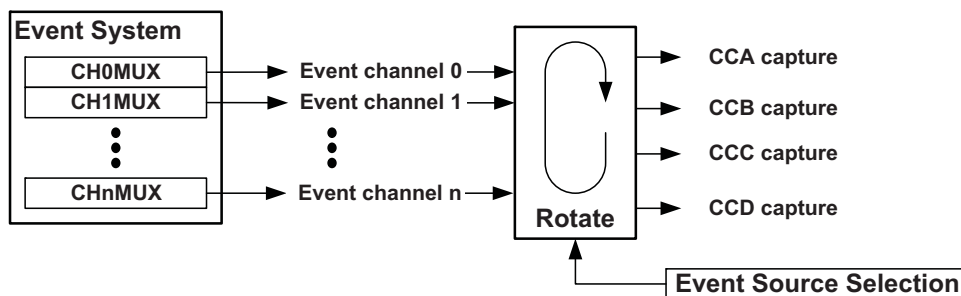 Event System
CH0MUX
Event channel 0
CCA capture
CH1MUX
Event channel 1
CCB capture
CCC capture
CHnMUX
Event channel n
Rotate
CCD capture
Event Source Selection